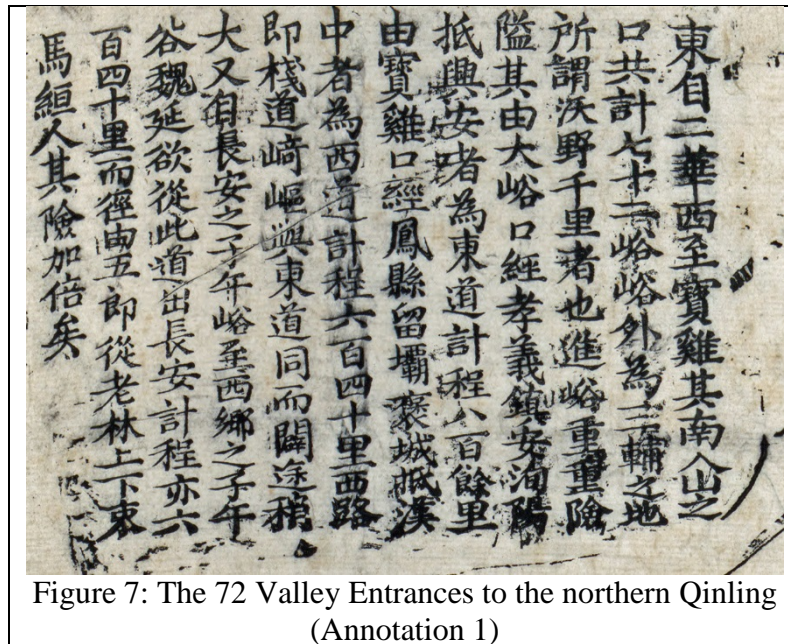 東自二華西至寶雞其南入山之
口共計七十二峪峪外為三輔之地
所謂沃野千里者也進峪重重險
隘其由大峪口經孝義鎮安洵陽
抵興安者為東道計程八百餘里
由寶雞口經鳳縣留壩褒城抵漢
中者為西道計程六百四十里西路
即棧道崎嶇與東道同而闢途稍
大又自長安之子午峪至西鄉之子午
谷魏延欲從此道出長安計程亦六
百四十里而徑由五郎從老林上下束
馬絙人其險加倍矣
Figure 7: The 72 Valley Entrances to the northern Qinling
(Annotation 1)